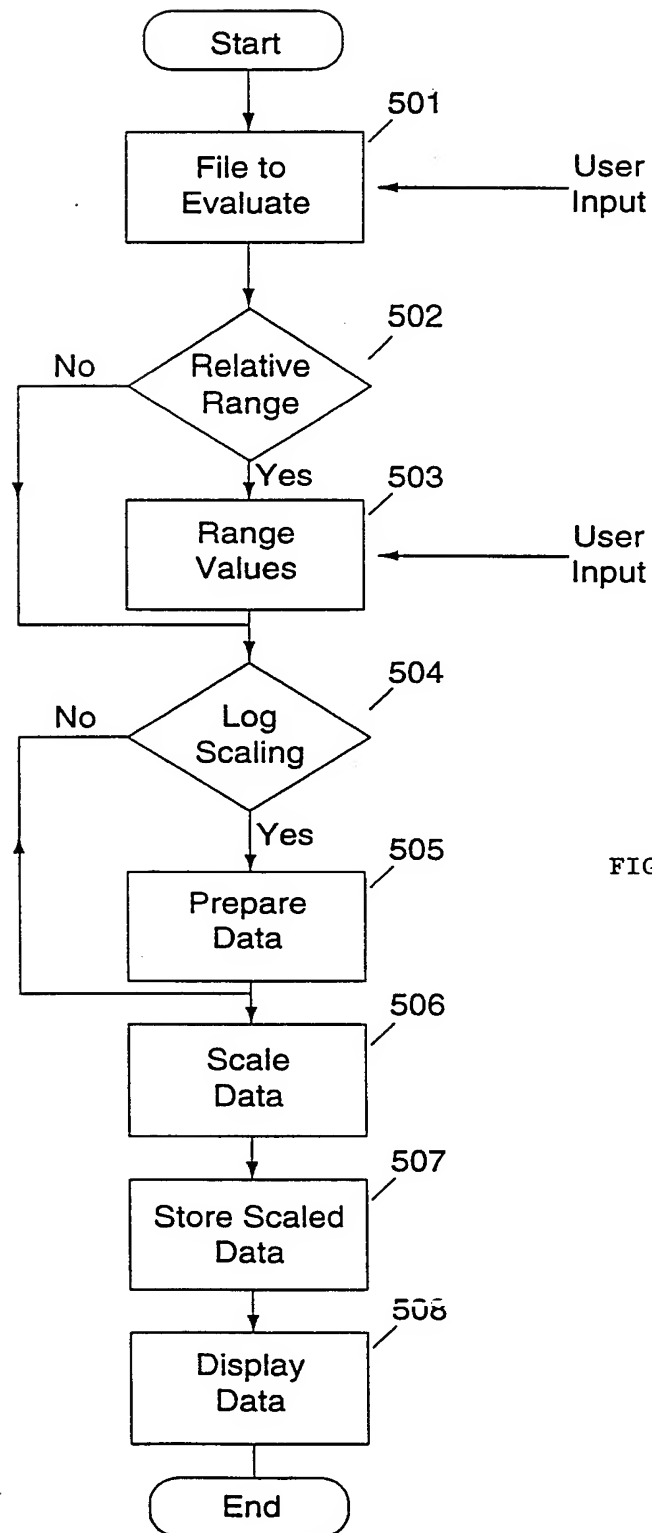 Start
501
File to
Evaluate
User
Input
502
No
Relative
Range
Yes
503
Range
Values
User
Input
504
No
Log
Scaling
Yes
505
Prepare
Data
FIG
506
Scale
Data
507
Store Scaled
Data
508
Display
Data
End